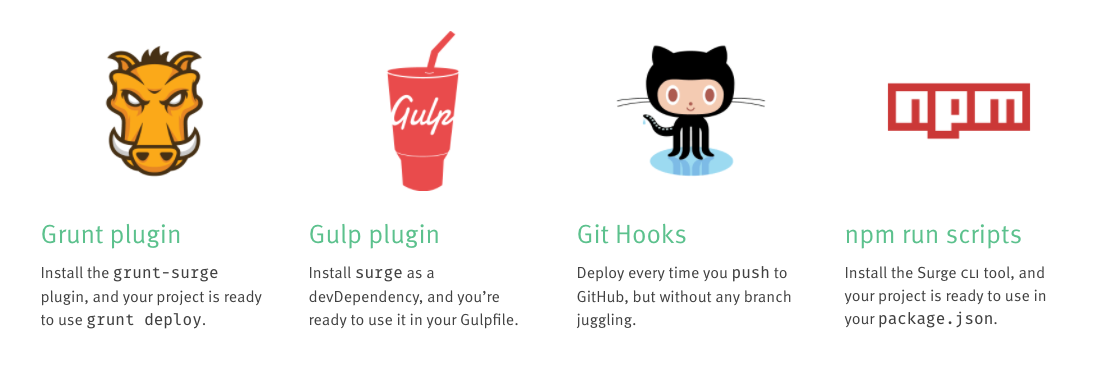 Gulp
npm
Grunt plugin
Install the grunt-surge
plugin, and your project is ready
to use grunt deploy.
Gulp plugin
Install surge as a
devDependency, and you’re
ready to use it in your Gulpfile.
Git Hooks
Deploy every time you push to
GitHub, but without any branch
juggling.
npm run scripts
Install the Surge CLI tool, and
your project is ready to use in
your package.json.